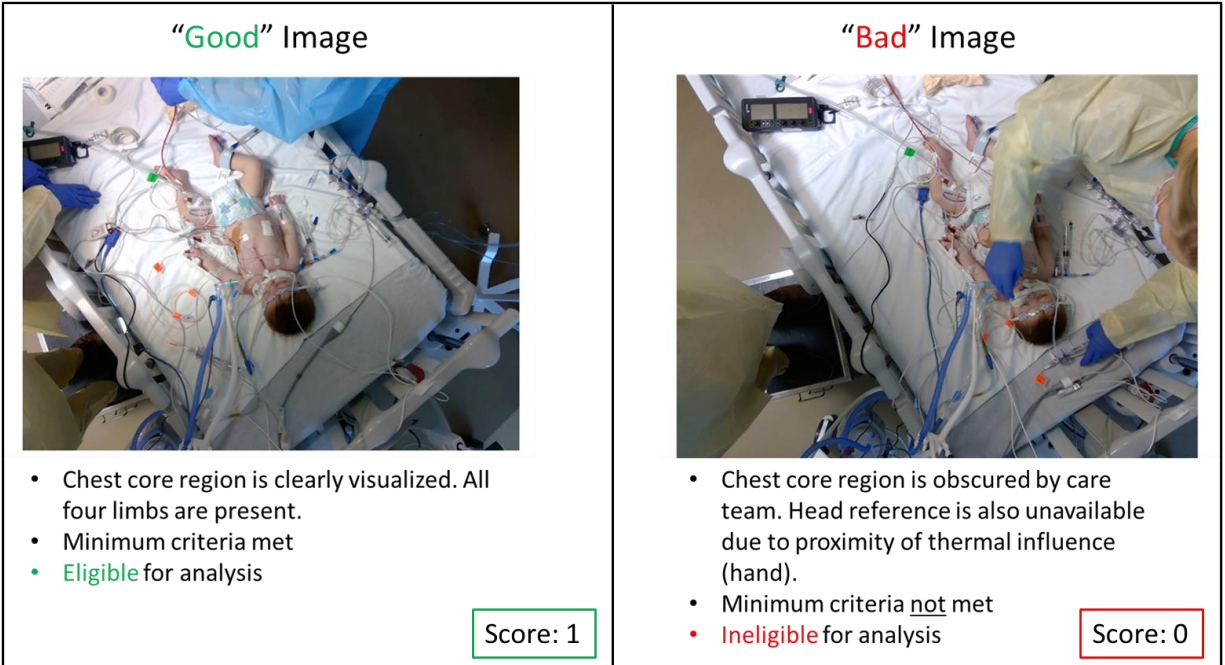 “Good” Image
• Chest core region is clearly visualized. All
four limbs are present.
• Minimum criteria met
• Eligible for analysis
Score: 1
“Bad” Image
• Chest core region is obscured by care
team. Head reference is also unavailable
due to proximity of thermal influence
(hand).
• Minimum criteria not met
• Ineligible for analysis
Score: 0